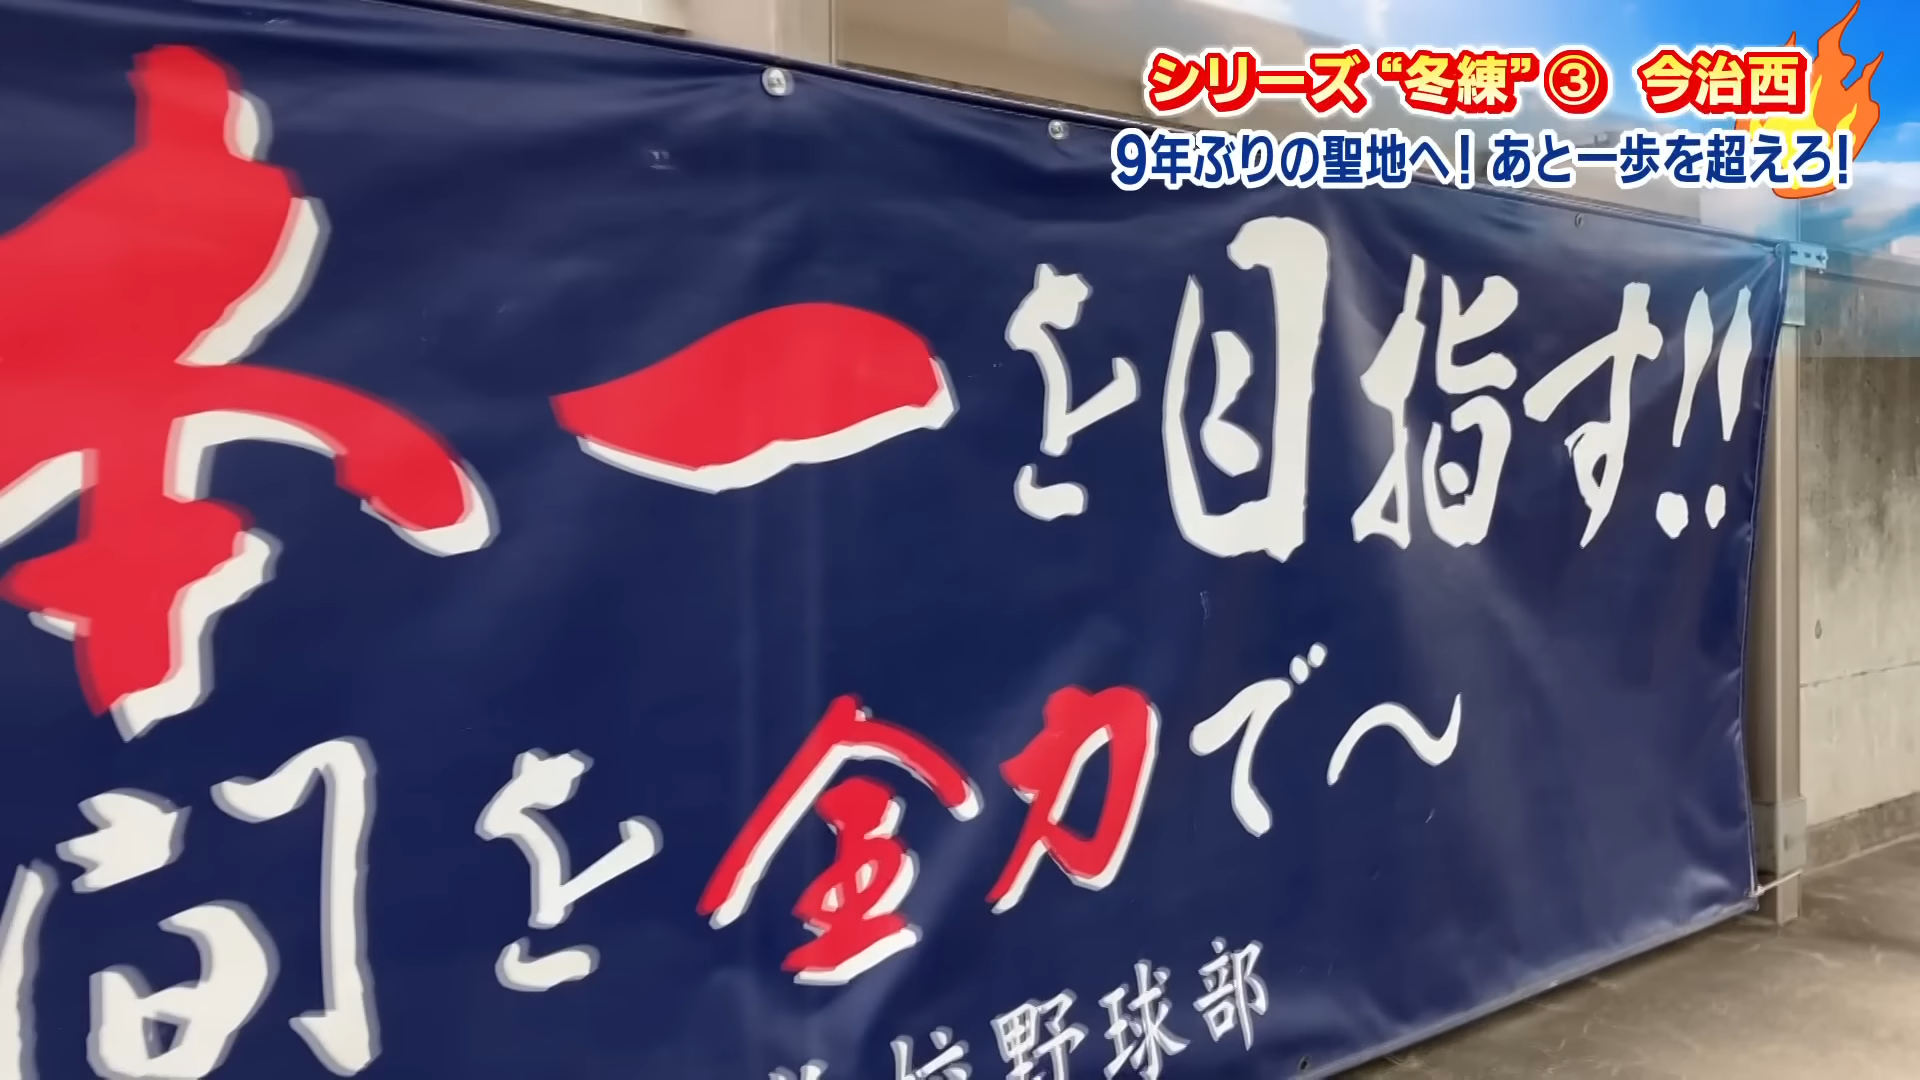 シリーズ“冬練”③ 今治西
9年ぶりの聖地へ！あと一歩を超えろ！
本一を目指す!!
間を全力で～
校野球部